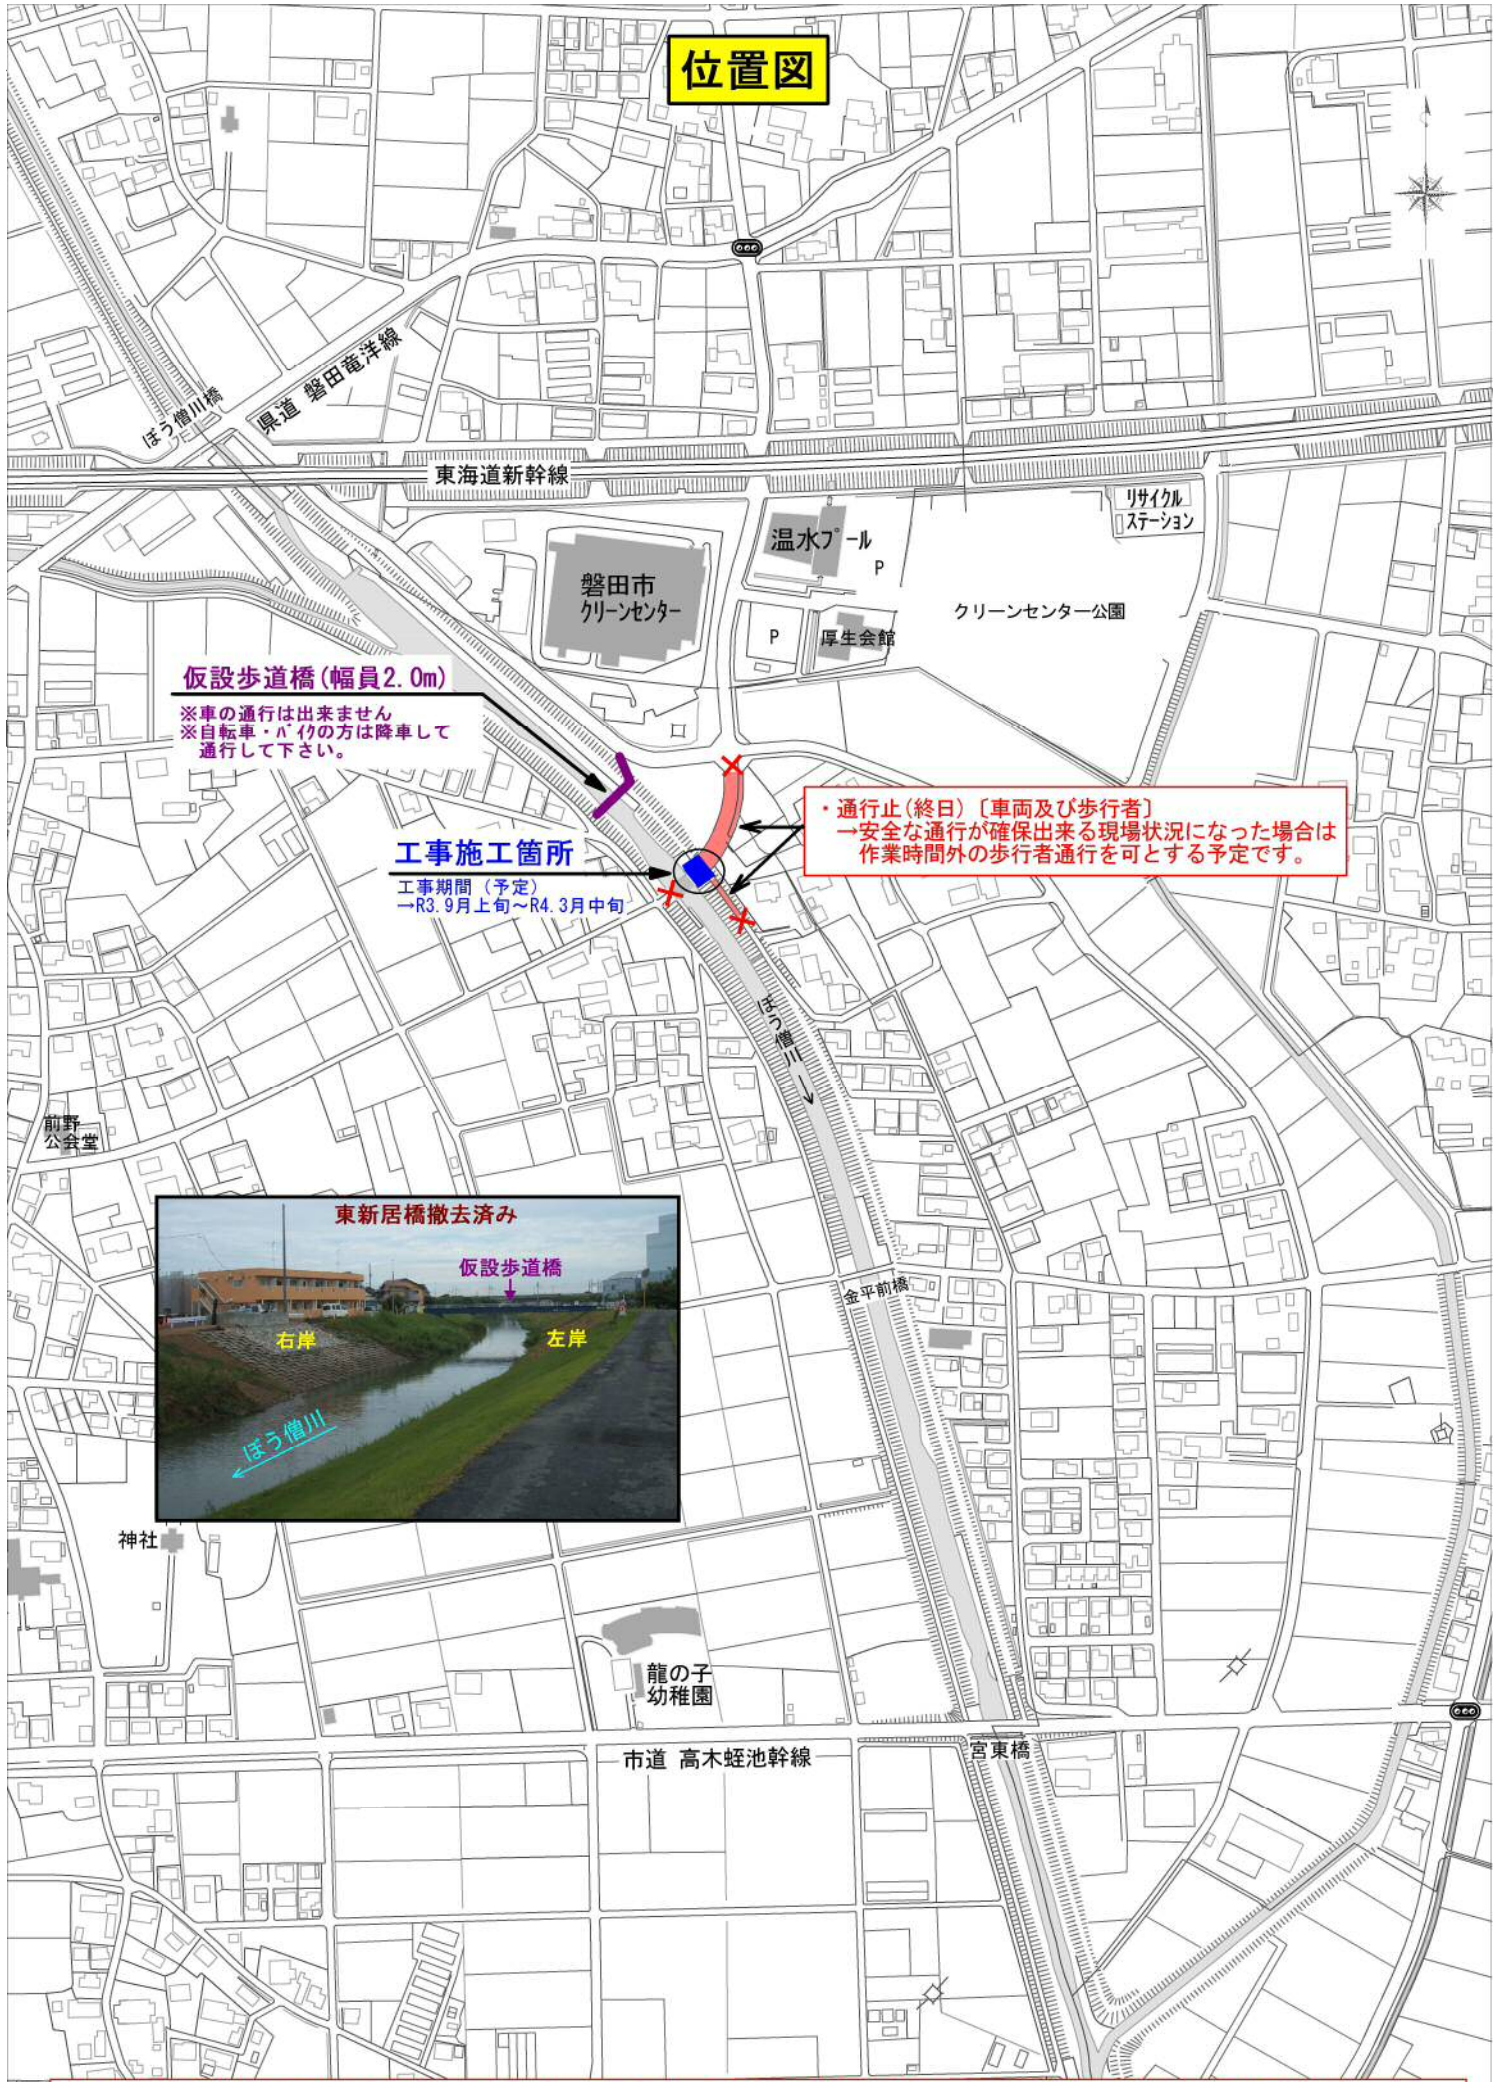 位置図
県道 磐田竜洋線
ぼう僧川橋
東海道新幹線
リサイクル
ステーション
温水プール
P
磐田市
クリーンセンター
P
厚生会館
クリーンセンター公園
仮設歩道橋(幅員2.0m)
※車の通行は出来ません
※自転車・バイクの方は降車して
通行して下さい。
・通行止(終日)〔車両及び歩行者〕
→安全な通行が確保出来る現場状況になった場合は
作業時間外の歩行者通行を可とする予定です。
工事施工箇所
工事期間（予定）
→R3.9月上旬～R4.3月中旬
ぼう僧川→
前野
公会堂
東新居橋撤去済み
仮設歩道橋
右岸
左岸
ぼう僧川
金平前橋
神社
龍の子
幼稚園
宮東橋
市道 高木蛭池幹線